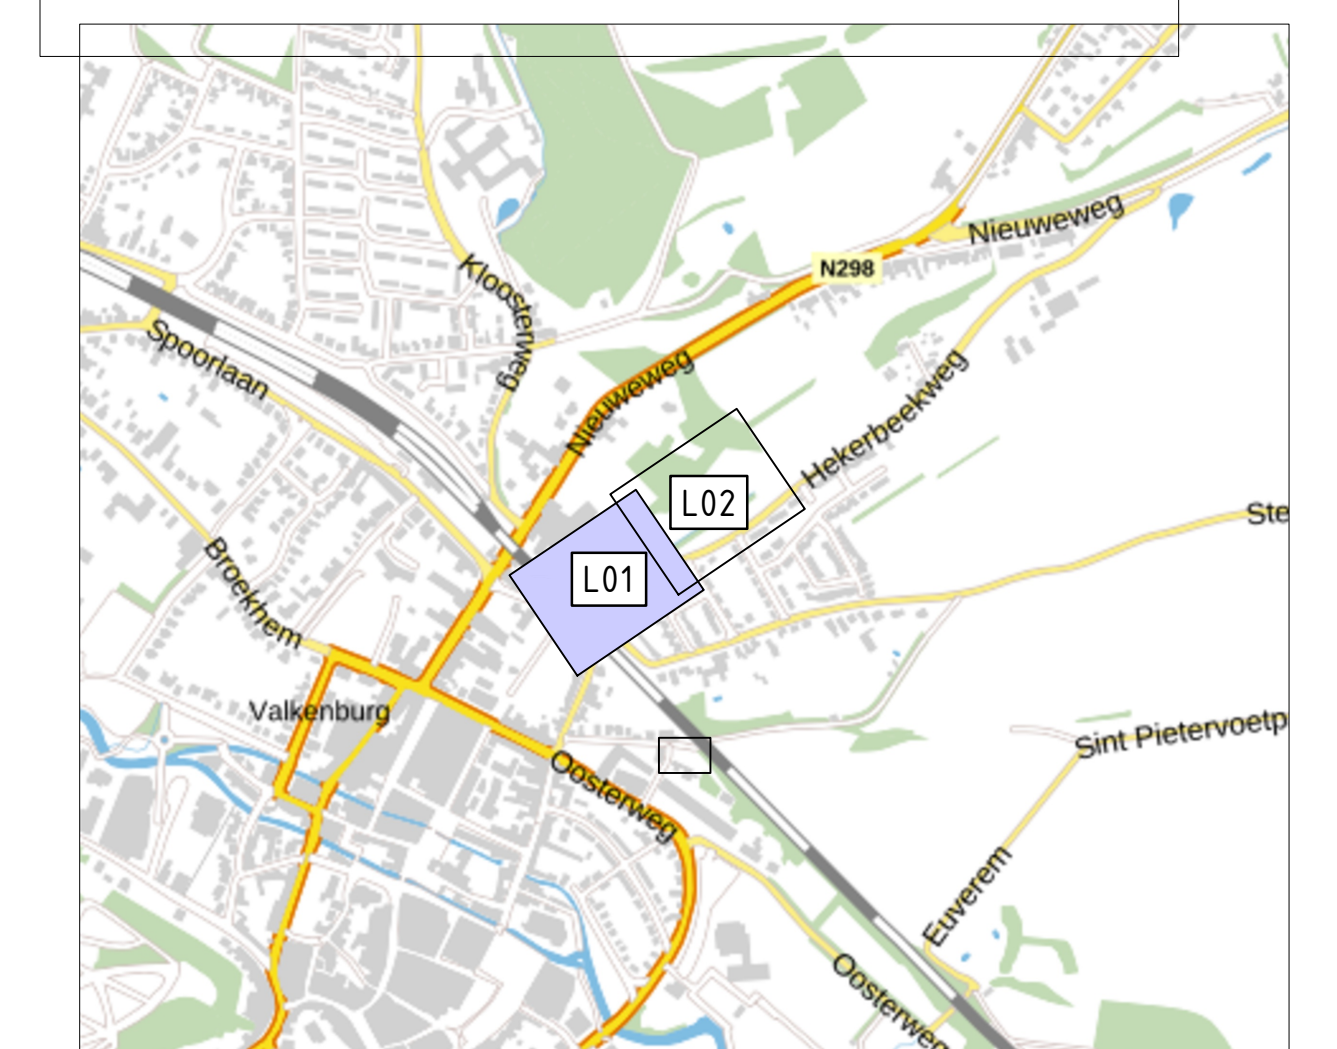 Nieuweweg
N298
Kloosterweg
Spoorlaan
Nieuweweg
Hekerbeekweg
L02
Ste
L01
Broekhem
Valkenburg
Sint Pietervoetp
Oosterweg
Euverem
Oosterweg